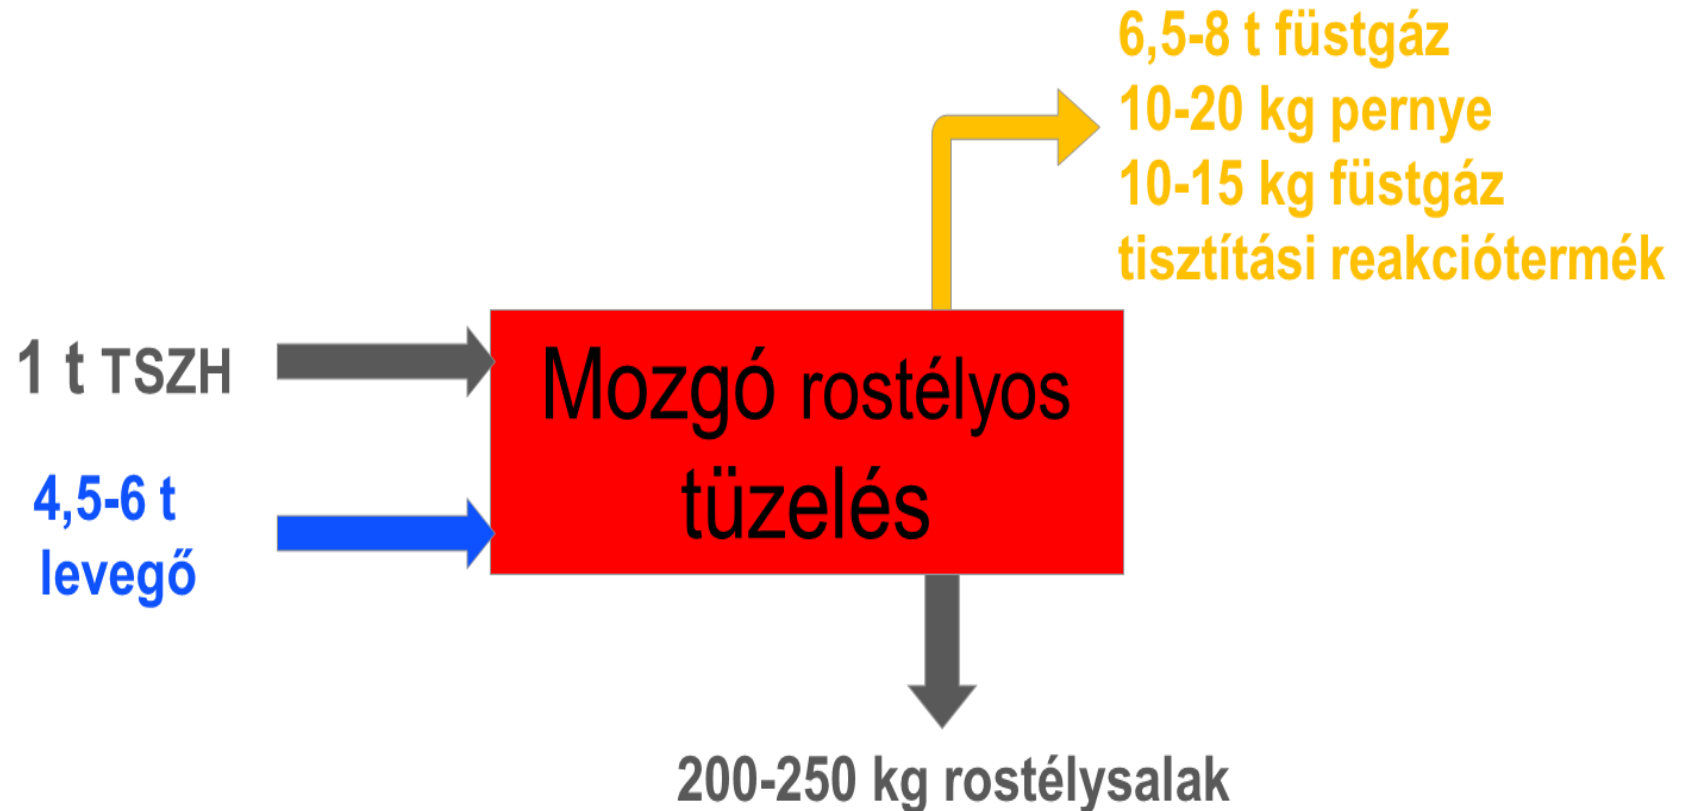 6,5-8 t füstgáz
10-20 kg pernye
10-15 kg füstgáz
tisztítási reakciótermék
1 t TSZH
Mozgó rostélyos
tüzelés
4,5-6 t
levegő
200-250 kg rostélysalak